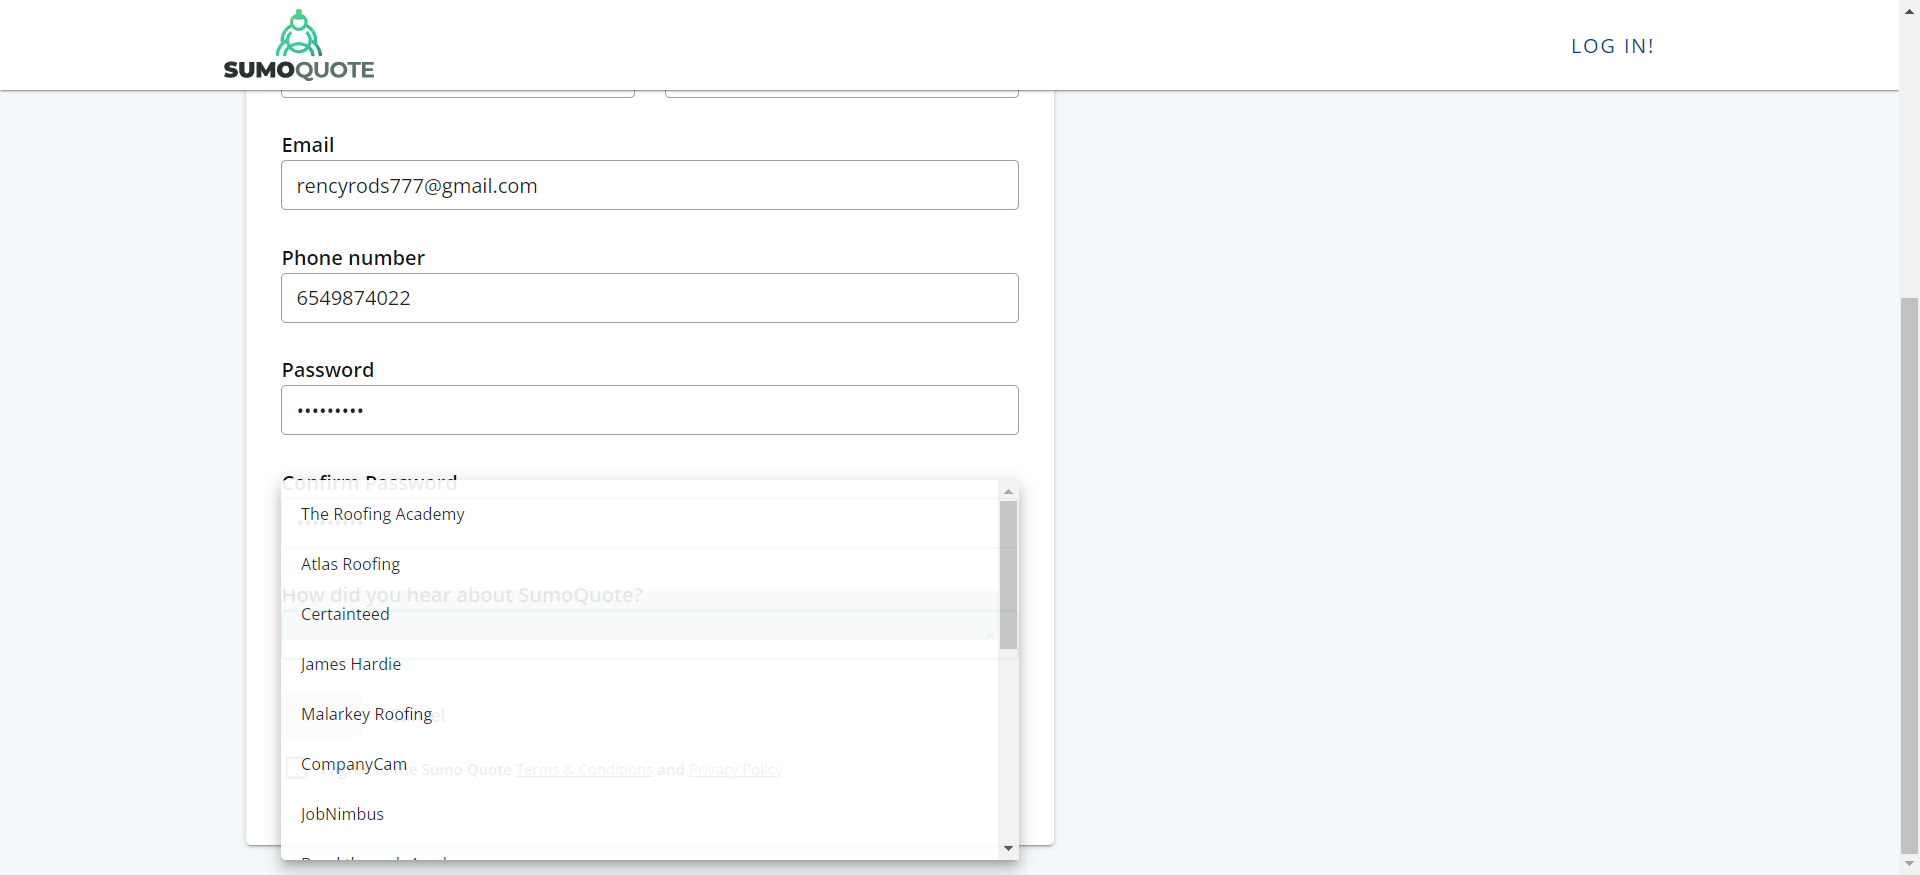 SUMOQUOTE
LOG IN!
Email
rencyrods777@gmail.com
Phone number
6549874022
Password
•••••••••
Confirm Password
The Roofing Academy
Atlas Roofing
How did you hear about SumoQuote?
Certainteed
James Hardie
Malarkey Roofing
CompanyCam
the Sumo Quote Terms & Conditions and Privacy Policy
JobNimbus